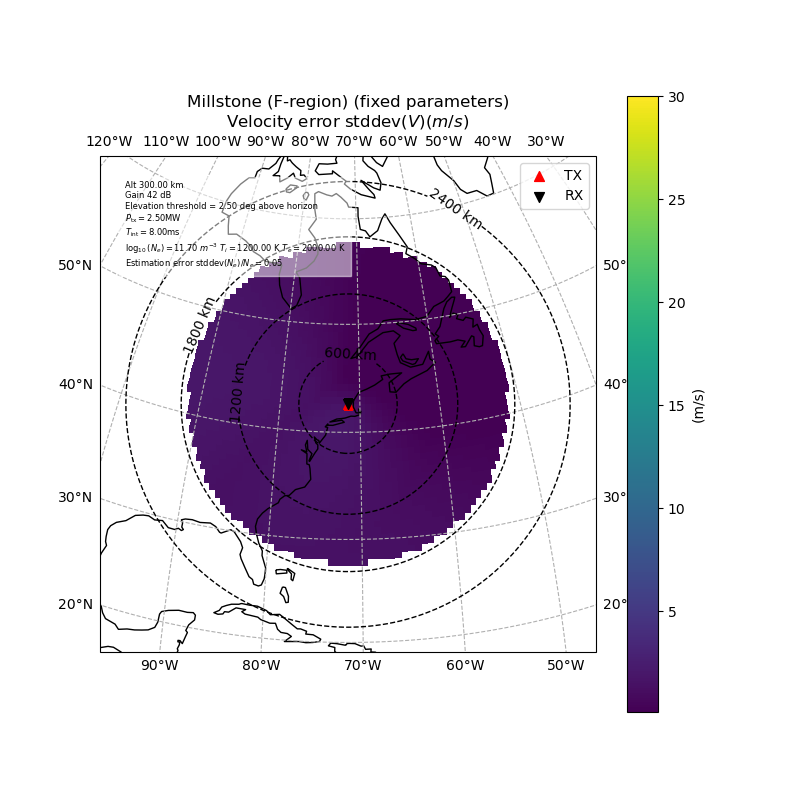 Millstone (F-region) (fixed parameters)
Velocity error stddev(V)(m/s)
120°W 110°W 100°W 90°W 80°W 70°W 60°W 50°W 40°W 30°W
TX
RX
Alt 300.00 km
Gain 42 dB
Elevation threshold = 2.50 deg above horizon
P_tx = 2.50MW
T_int = 8.00ms
log₁₀(N_e) = 11.70 m⁻³ T_i = 1200.00 K T_e = 2000.00 K
Estimation error stddev(N_e)/N_e = 0.05
2400 km
1800 km
1200 km
600 km
50°N
40°N
30°N
20°N
50°
40°
30°
20°
90°W 80°W 70°W 60°W 50°W
30
25
20
15
10
5
(m/s)